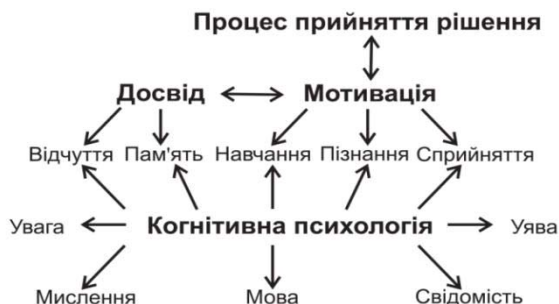 Процес прийняття рішення
Досвід Мотивація
Відчуття Пам'ять Навчання Пізнання Сприйняття
Увага Когнітивна психологія Уява
Мислення Мова Свідомість